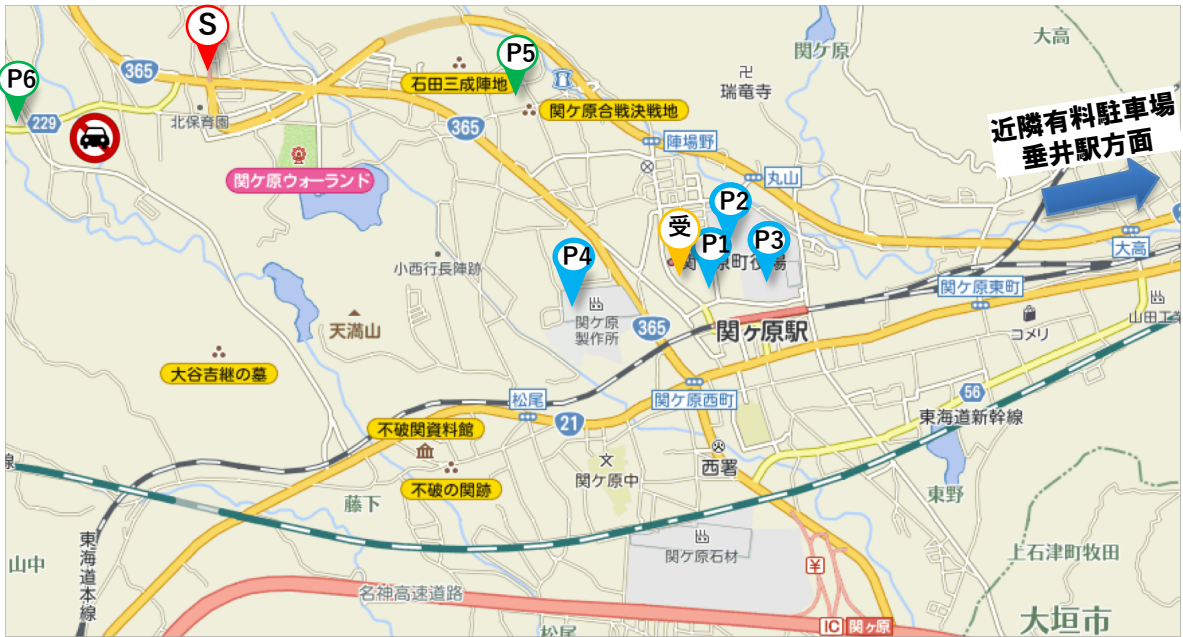 S
P6
365
P5
石田三成陣地
関ケ原合戦決戦地
関ケ原
大高
瑞竜寺
近隣有料駐車場
垂井駅方面
229
北保育園
365
陣場野
丸山
関ケ原ウォーランド
P2
受
P1
P3
関
原町役場
大高
小西行長陣跡
P4
関ケ原東町
関ケ原
製作所
天満山
365
関ヶ原駅
コメリ
山田工業
大谷吉継の墓
松尾
関ケ原西町
56
21
不破関資料館
東海道新幹線
線
西署
関ケ原中
不破の関跡
東野
藤下
東海道本線
関ケ原石材
上石津町牧田
山中
¥
名神高速道路
大垣市
松尾
IC 関ヶ原